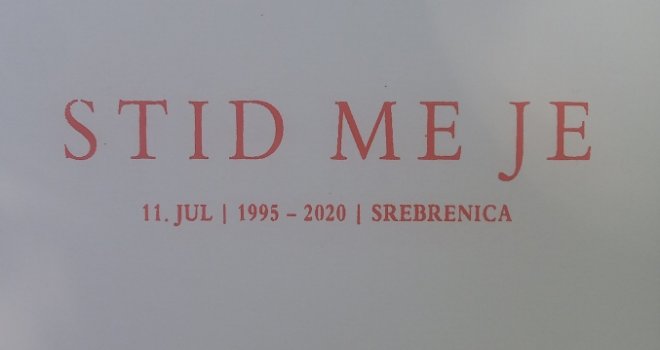 STID ME JE
11. JUL | 1995 – 2020 | SREBRENICA